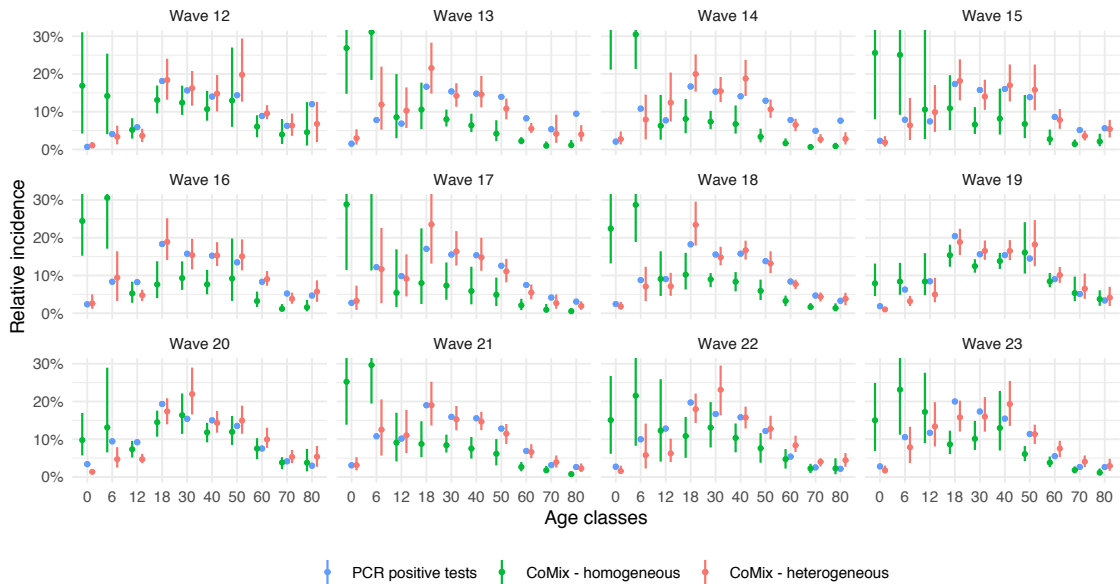 Wave 12 Wave 13 Wave 14 Wave 15
30%
20%
10%
0%
Wave 16 Wave 17 Wave 18 Wave 19
30%
20%
10%
0%
Relative incidence
Wave 20 Wave 21 Wave 22 Wave 23
30%
20%
10%
0%
0 6 12 18 30 40 50 60 70 80 0 6 12 18 30 40 50 60 70 80 0 6 12 18 30 40 50 60 70 80 0 6 12 18 30 40 50 60 70 80
Age classes
PCR positive tests CoMix - homogeneous CoMix - heterogeneous